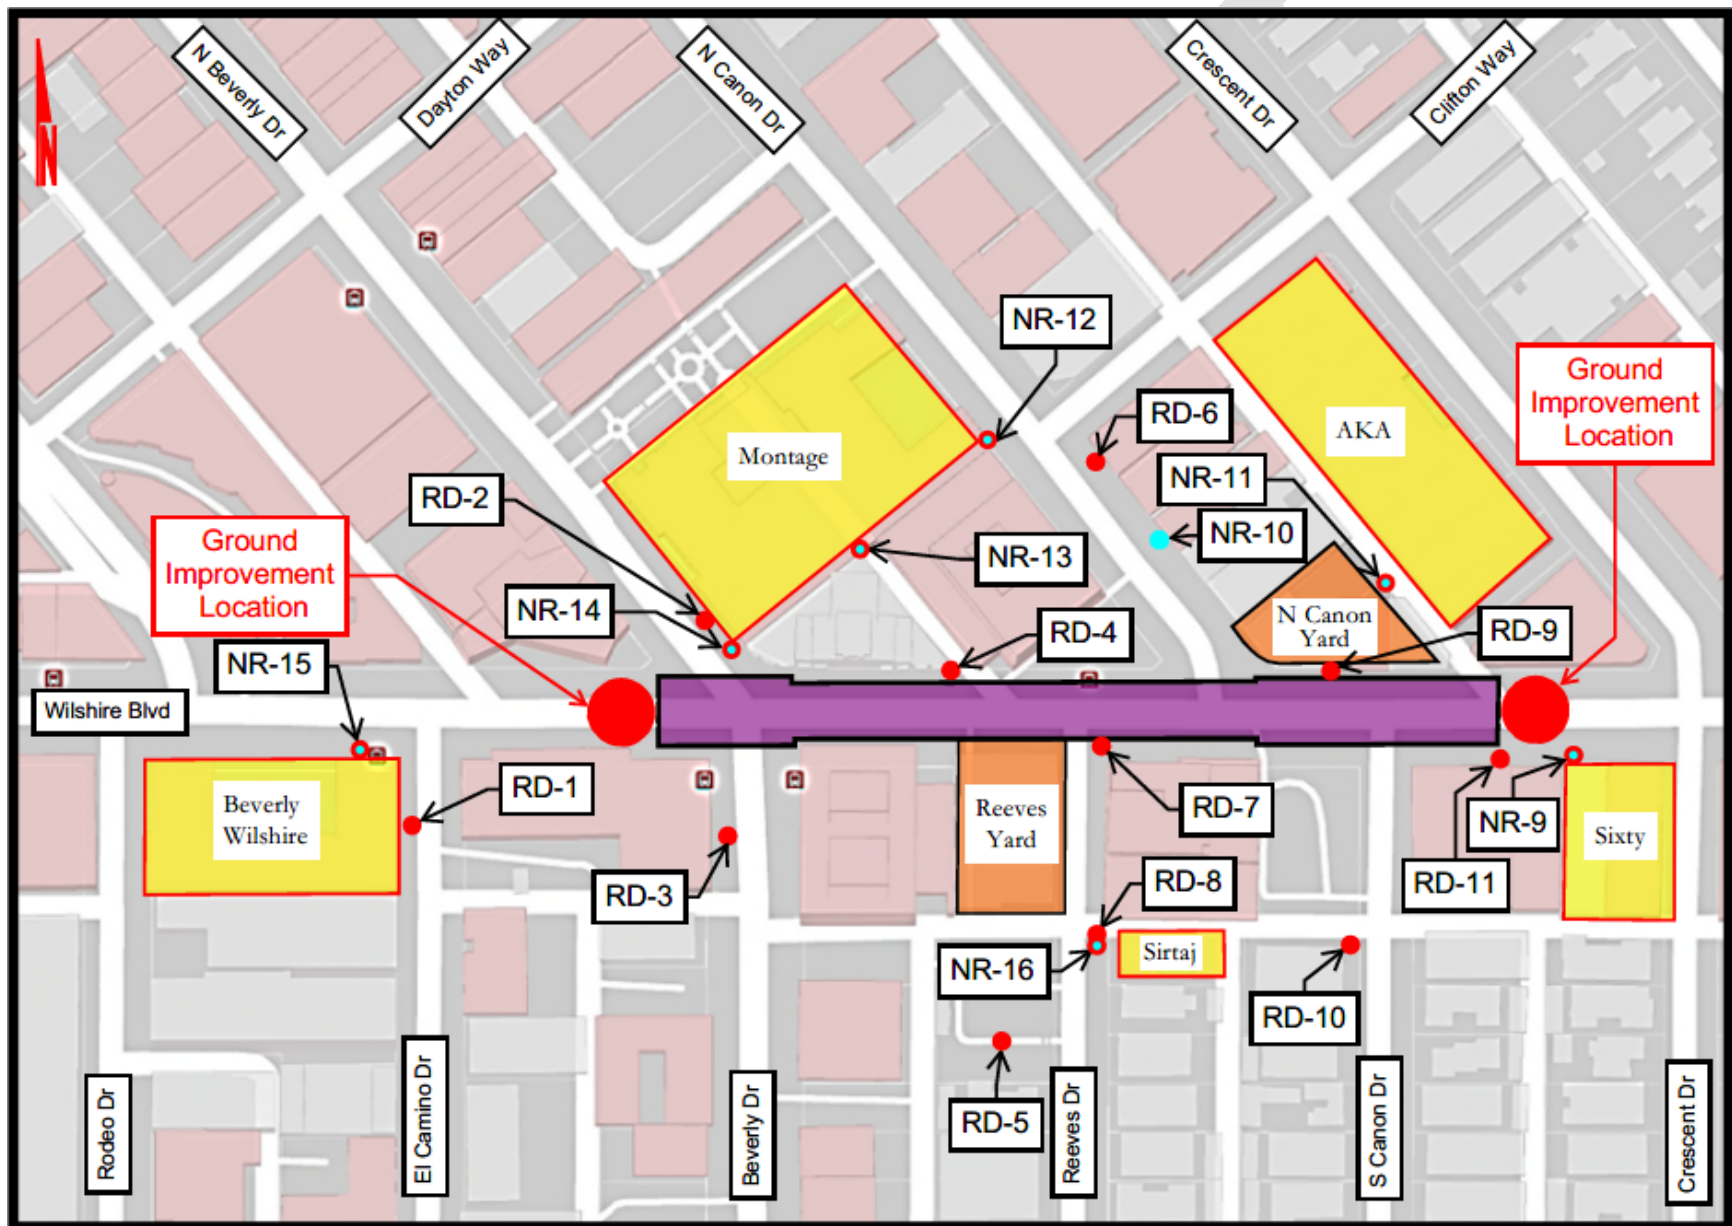 N Beverly Dr
Dayton Way
N Canon Dr
Crescent Dr
Clifton Way
N
NR-12
Ground
Improvement
Location
RD-6
AKA
Montage
NR-11
RD-2
NR-10
Ground
Improvement
Location
NR-13
NR-14
N Canon
Yard
RD-4
RD-9
NR-15
Wilshire Blvd
RD-1
Beverly
Wilshire
Reeves
Yard
RD-7
NR-9
Sixty
RD-3
RD-8
RD-11
Sirtaj
NR-16
RD-10
RD-5
Rodeo Dr
El Camino Dr
Beverly Dr
Reeves Dr
S Canon Dr
Crescent Dr